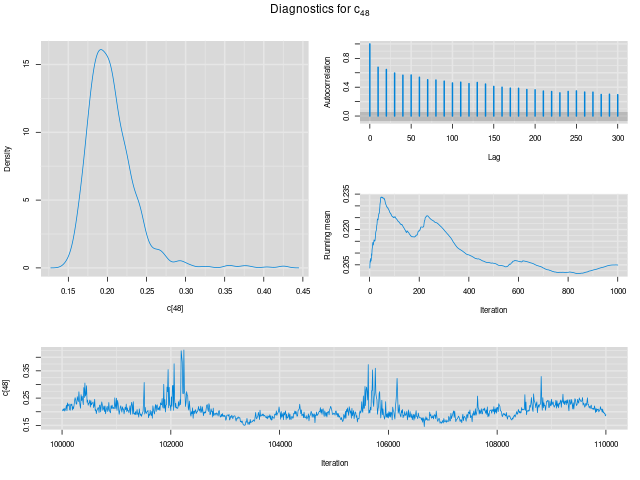 Diagnostics for c48
Density
15
10
5
0
0.15 0.20 0.25 0.30 0.35 0.40 0.45
c[48]
Autocorrelation
0.8
0.4
0.0
0 50 100 150 200 250 300
Lag
Running mean
0.235
0.220
0.205
0 200 400 600 800 1000
Iteration
c[48]
0.35
0.25
0.15
100000 102000 104000 106000 108000 110000
Iteration